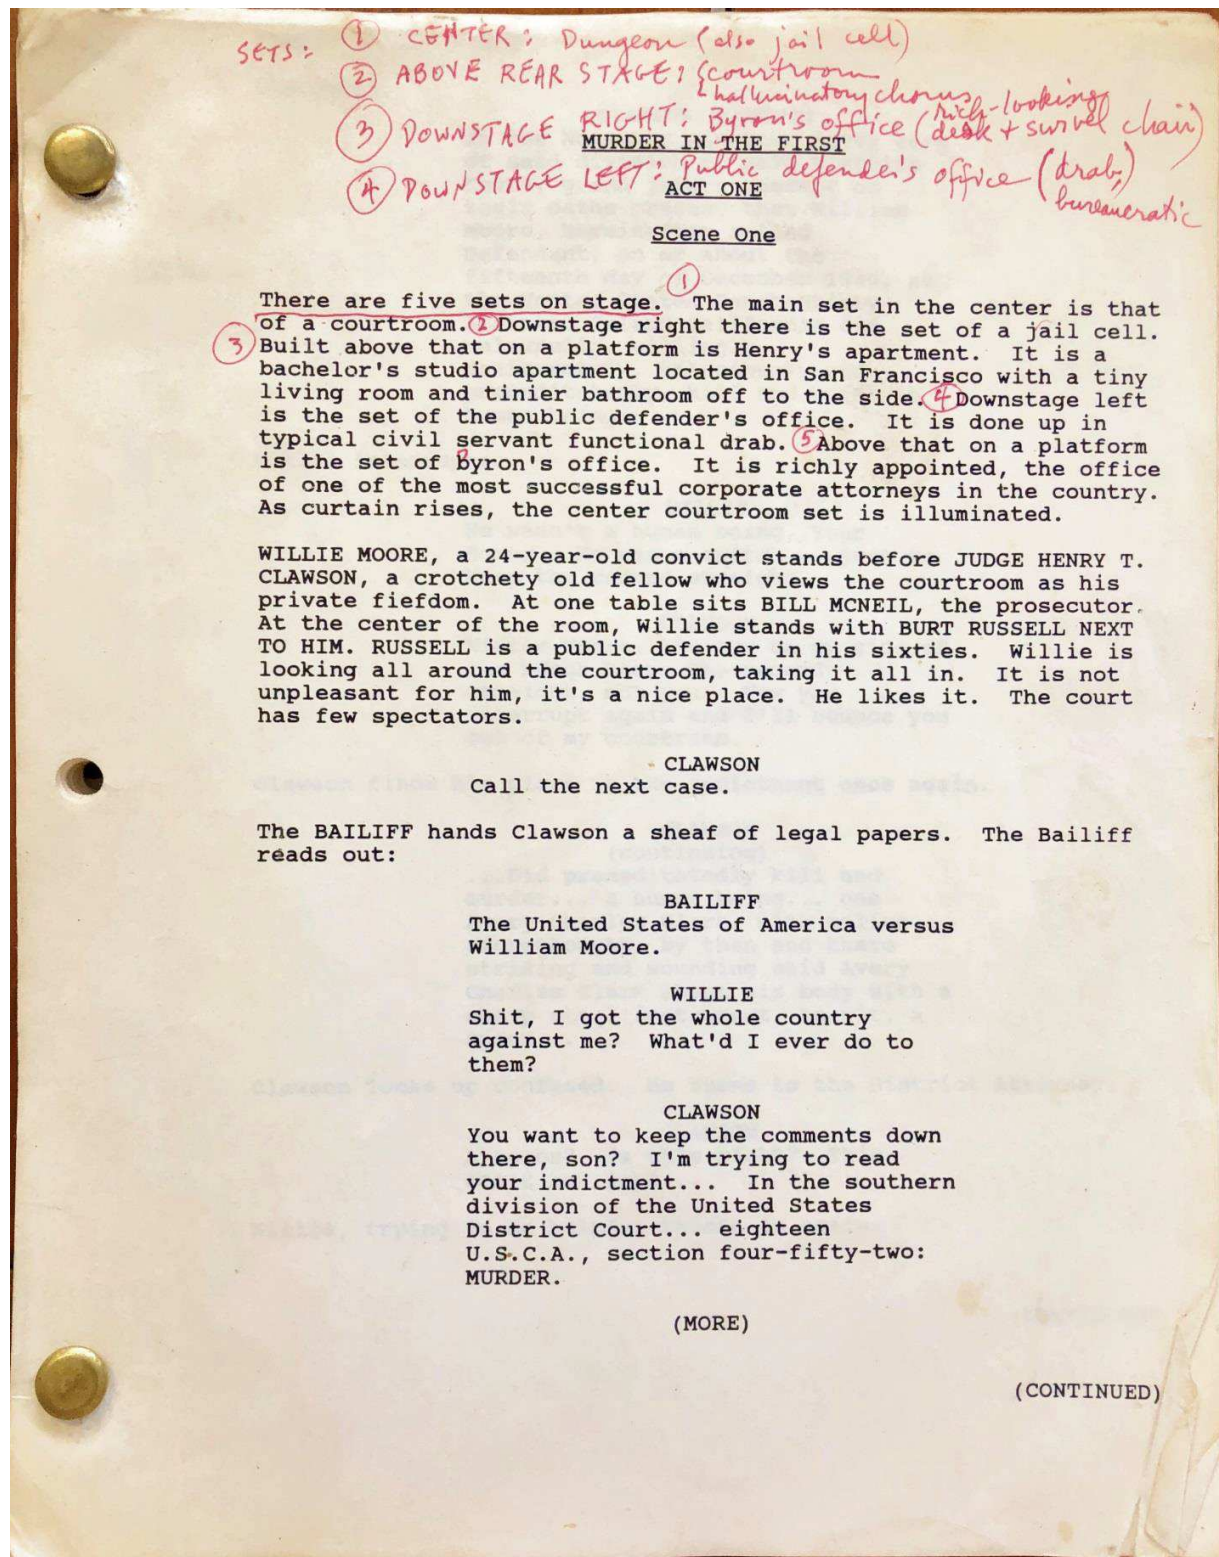 SETS: ① CENTER: Dungeon (also jail cell)
② ABOVE REAR STAGE: { courtroom
hallucinatory chorus
③ DOWNSTAGE RIGHT: Byron's office (rich-looking desk + swivel chair)
MURDER IN THE FIRST
④ DOWNSTAGE LEFT: Public defender's office (drab, bureaucratic
ACT ONE
Scene One
There are five sets on stage. ① The main set in the center is that
of a courtroom. ② Downstage right there is the set of a jail cell.
③ Built above that on a platform is Henry's apartment. It is a
bachelor's studio apartment located in San Francisco with a tiny
living room and tinier bathroom off to the side. ④ Downstage left
is the set of the public defender's office. It is done up in
typical civil servant functional drab. ⑤ Above that on a platform
is the set of Byron's office. It is richly appointed, the office
of one of the most successful corporate attorneys in the country.
As curtain rises, the center courtroom set is illuminated.
WILLIE MOORE, a 24-year-old convict stands before JUDGE HENRY T.
CLAWSON, a crotchety old fellow who views the courtroom as his
private fiefdom. At one table sits BILL MCNEIL, the prosecutor.
At the center of the room, Willie stands with BURT RUSSELL NEXT
TO HIM. RUSSELL is a public defender in his sixties. Willie is
looking all around the courtroom, taking it all in. It is not
unpleasant for him, it's a nice place. He likes it. The court
has few spectators.
CLAWSON
Call the next case.
The BAILIFF hands Clawson a sheaf of legal papers. The Bailiff
reads out:
BAILIFF
The United States of America versus
William Moore.
WILLIE
Shit, I got the whole country
against me? What'd I ever do to
them?
CLAWSON
You want to keep the comments down
there, son? I'm trying to read
your indictment... In the southern
division of the United States
District Court... eighteen
U.S.C.A., section four-fifty-two:
MURDER.
(MORE)
(CONTINUED)